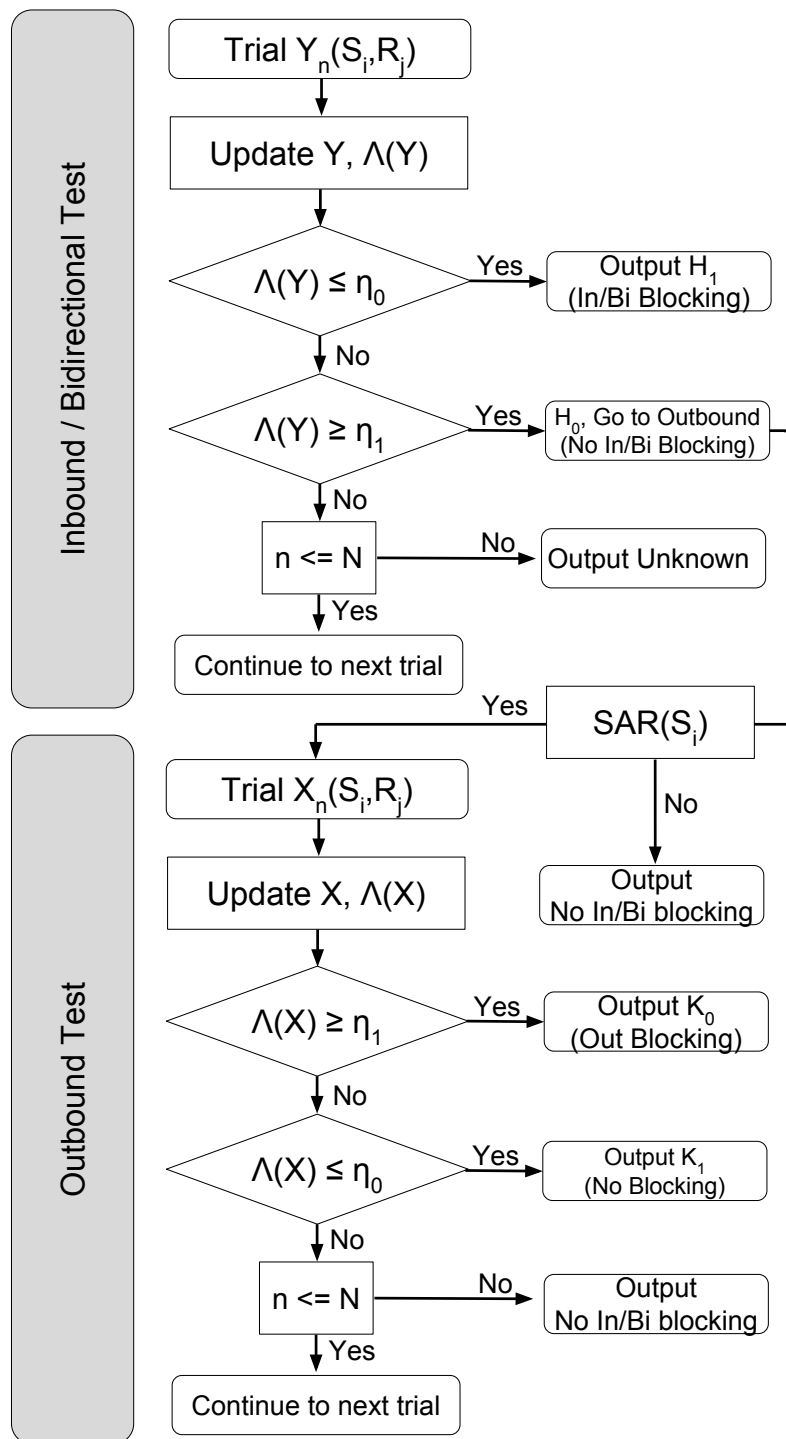 Inbound / Bidirectional Test
Trial Yₙ(Sᵢ,Rⱼ)
Update Y, Λ(Y)
Λ(Y) ≤ η₀
Yes
Output H₁
(In/Bi Blocking)
No
Λ(Y) ≥ η₁
Yes
H₀, Go to Outbound
(No In/Bi Blocking)
No
n <= N
No
Output Unknown
Yes
Continue to next trial
SAR(Sᵢ)
Yes
No
Output
No In/Bi blocking
Outbound Test
Trial Xₙ(Sᵢ,Rⱼ)
Update X, Λ(X)
Λ(X) ≥ η₁
Yes
Output K₀
(Out Blocking)
No
Λ(X) ≤ η₀
Yes
Output K₁
(No Blocking)
No
n <= N
No
Output
No In/Bi blocking
Yes
Continue to next trial